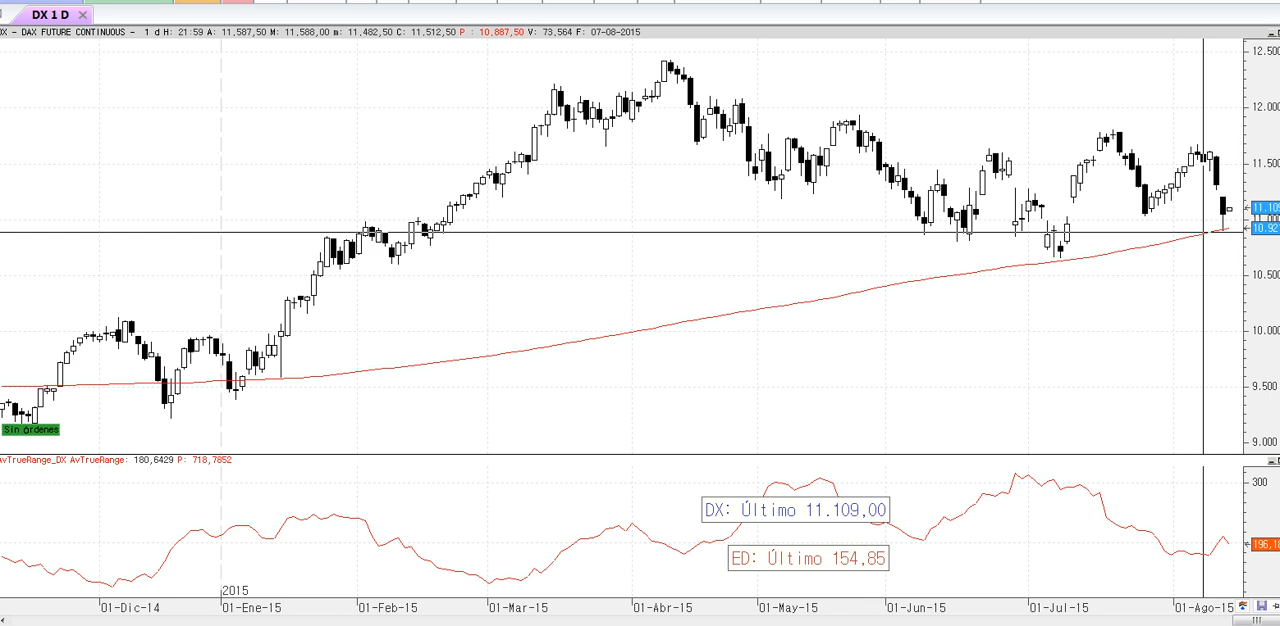 DX 1 D
DX - DAX FUTURE CONTINUOUS - 1 d H: 21:59 A: 11,587,50 M: 11,588,00 m: 11,482,50 C: 11,512,50 P : 10,887,50 V: 73,564 F: 07-08-2015
12.500
12.000
11.500
11.109
11.000
10.92
10.500
10.000
9.500
9.000
Sin órdenes
AvTrueRange_DX AvTrueRange: 180,6429 P: 718,7852
300
DX: Último 11.109,00
ED: Último 154,85
196,10
2015
01-Dic-14 01-Ene-15 01-Feb-15 01-Mar-15 01-Abr-15 01-May-15 01-Jun-15 01-Jul-15 01-Ago-15